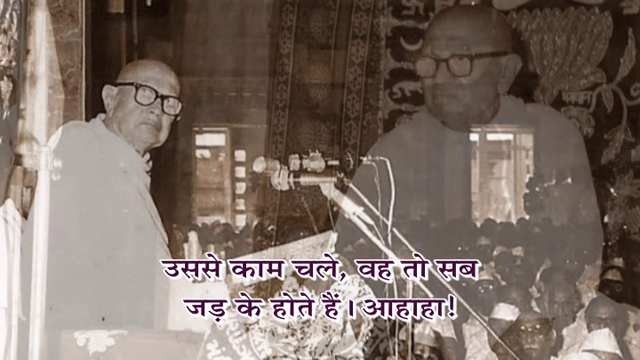 उससे काम चले, वह तो सब
जड़ के होते हैं। आहाहा!